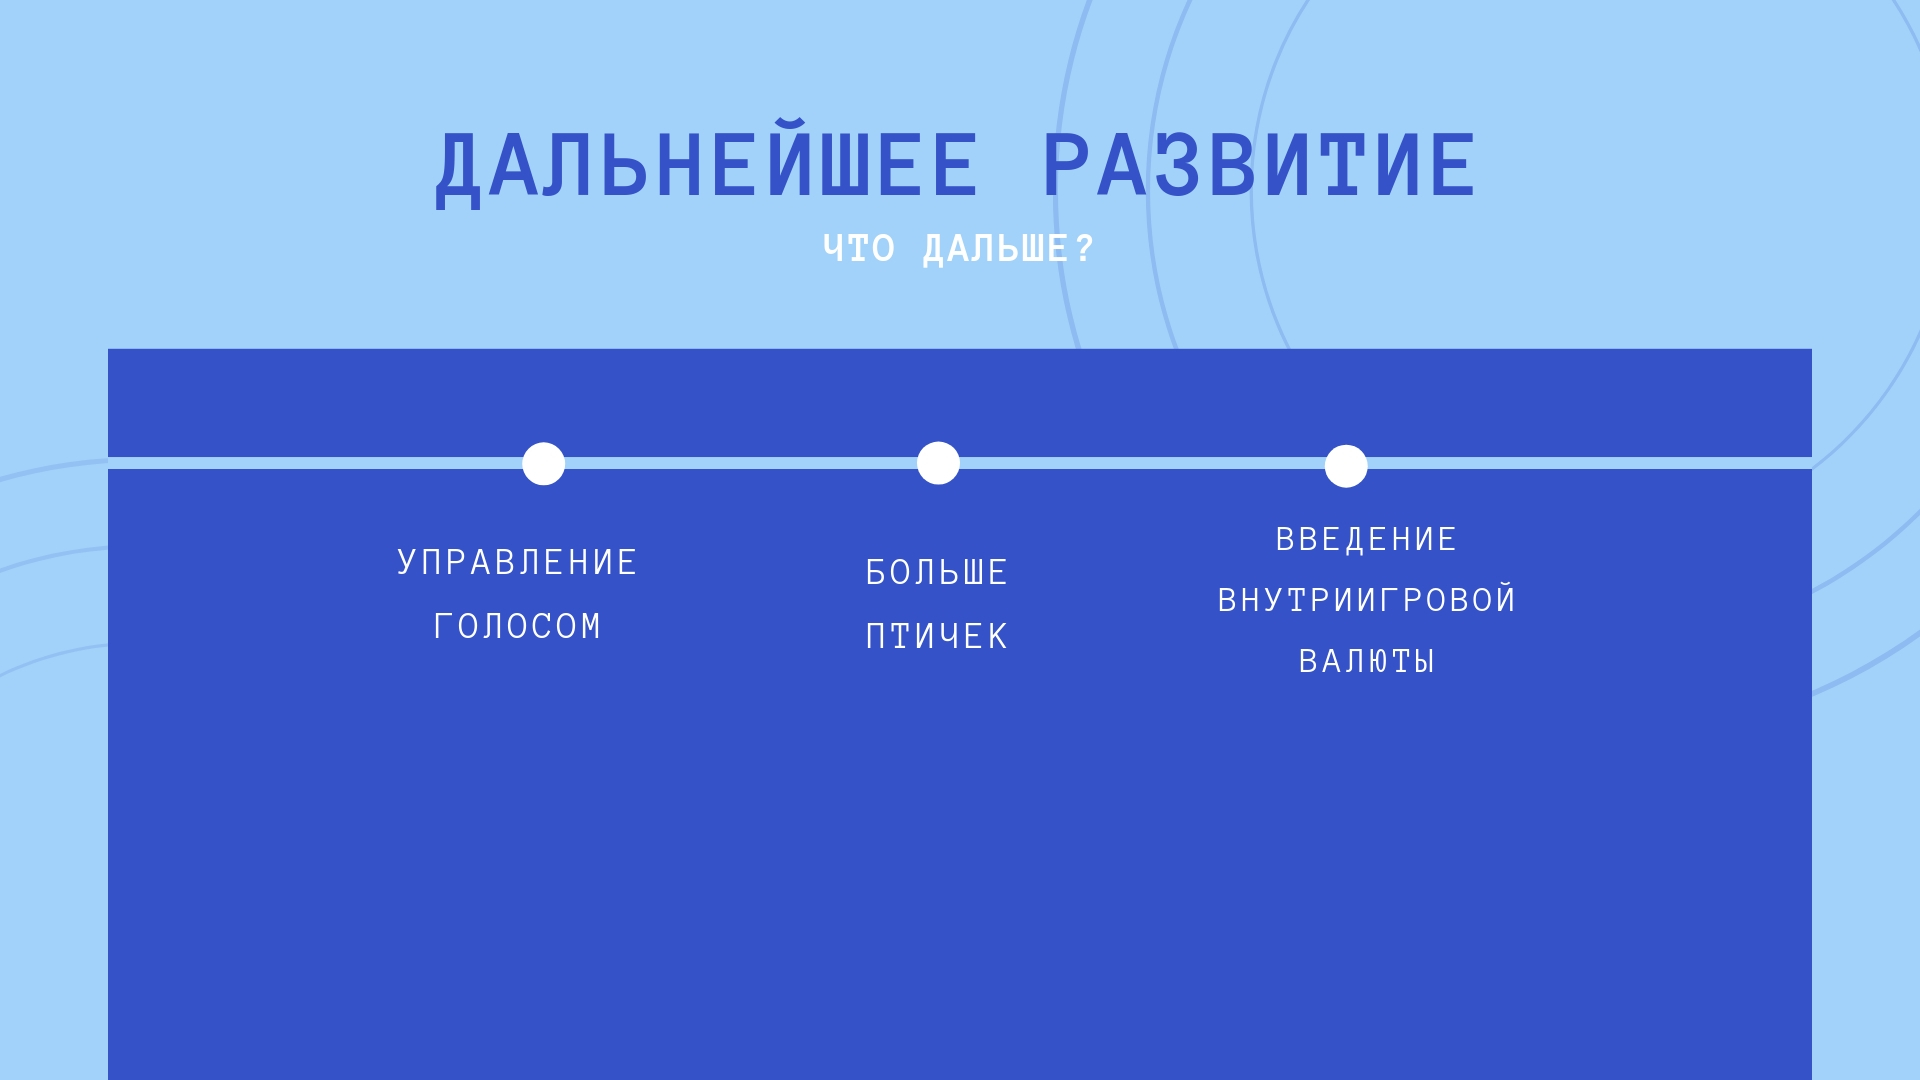 ДАЛЬНЕЙШЕЕ РАЗВИТИЕ
ЧТО ДАЛЬШЕ?
УПРАВЛЕНИЕ
ГОЛОСОМ
БОЛЬШЕ
ПТИЧЕК
ВВЕДЕНИЕ
ВНУТРИИГРОВОЙ
ВАЛЮТЫ